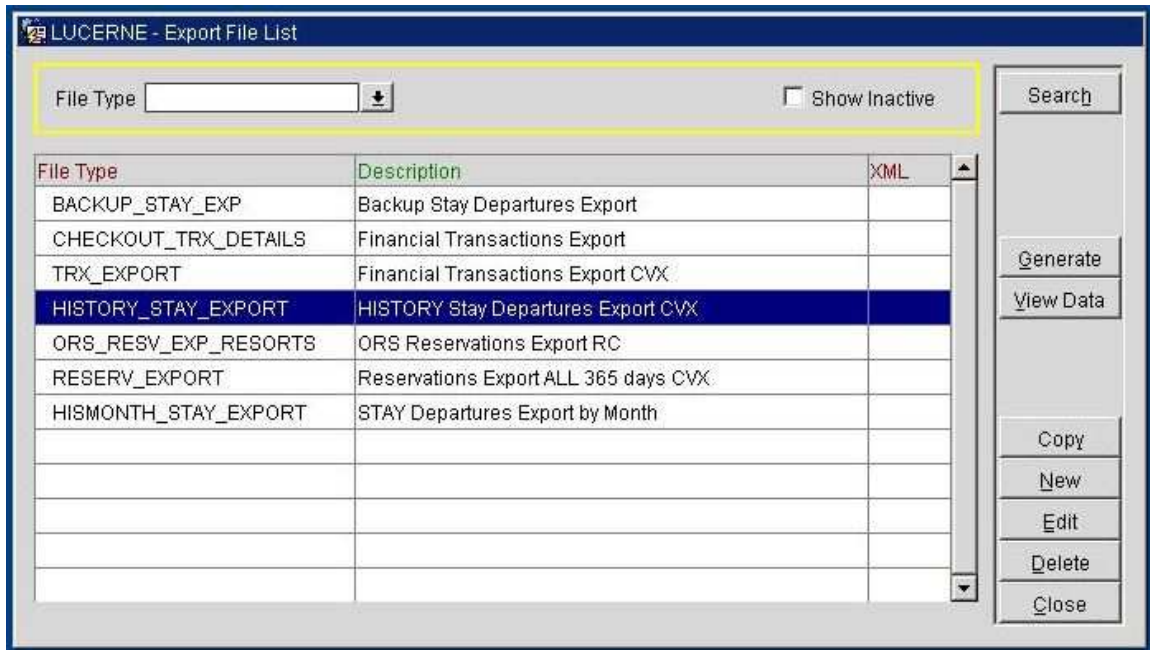 LUCERNE - Export File List
File Type Show Inactive Search
File Type Description XML
BACKUP_STAY_EXP Backup Stay Departures Export
CHECKOUT_TRX_DETAILS Financial Transactions Export
TRX_EXPORT Financial Transactions Export CVX
HISTORY_STAY_EXPORT HISTORY Stay Departures Export CVX
ORS_RESV_EXP_RESORTS ORS Reservations Export RC
RESERV_EXPORT Reservations Export ALL 365 days CVX
HISMONTH_STAY_EXPORT STAY Departures Export by Month
Generate
View Data
Copy
New
Edit
Delete
Close